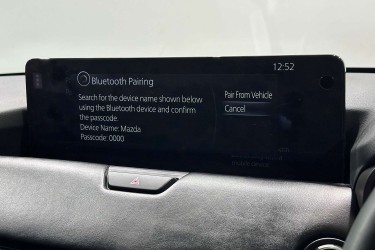 12:52
Bluetooth Pairing
Search for the device name shown below
using the Bluetooth device and confirm
the passcode.
Device Name: Mazda
Passcode: 0000
Pair From Vehicle
Cancel